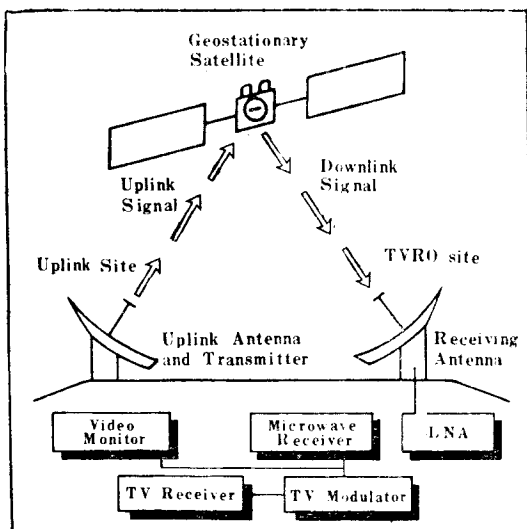 Geostationary
Satellite
Uplink
Signal
Downlink
Signal
Uplink Site
TVRO site
Uplink Antenna
and Transmitter
Receiving
Antenna
Video
Monitor
Microwave
Receiver
LNA
TV Receiver
TV Modulator